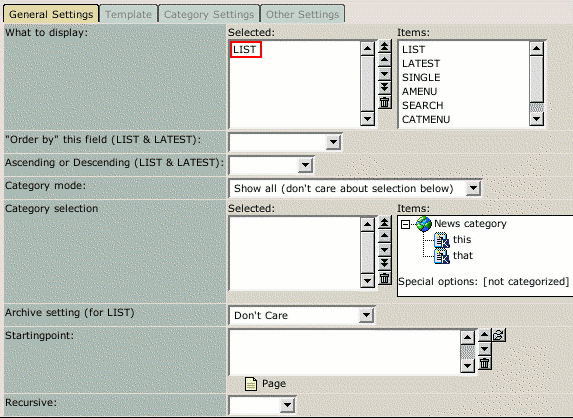 General Settings Template Category Settings Other Settings
What to display: Selected: Items:
LIST LIST
LATEST
SINGLE
AMENU
SEARCH
CATMENU
"Order by" this field (LIST & LATEST):
Ascending or Descending (LIST & LATEST):
Category mode: Show all (don't care about selection below)
Category selection Selected: Items:
News category
this
that
Special options: [not categorized]
Archive setting (for LIST) Don't Care
Startingpoint:
Page
Recursive: